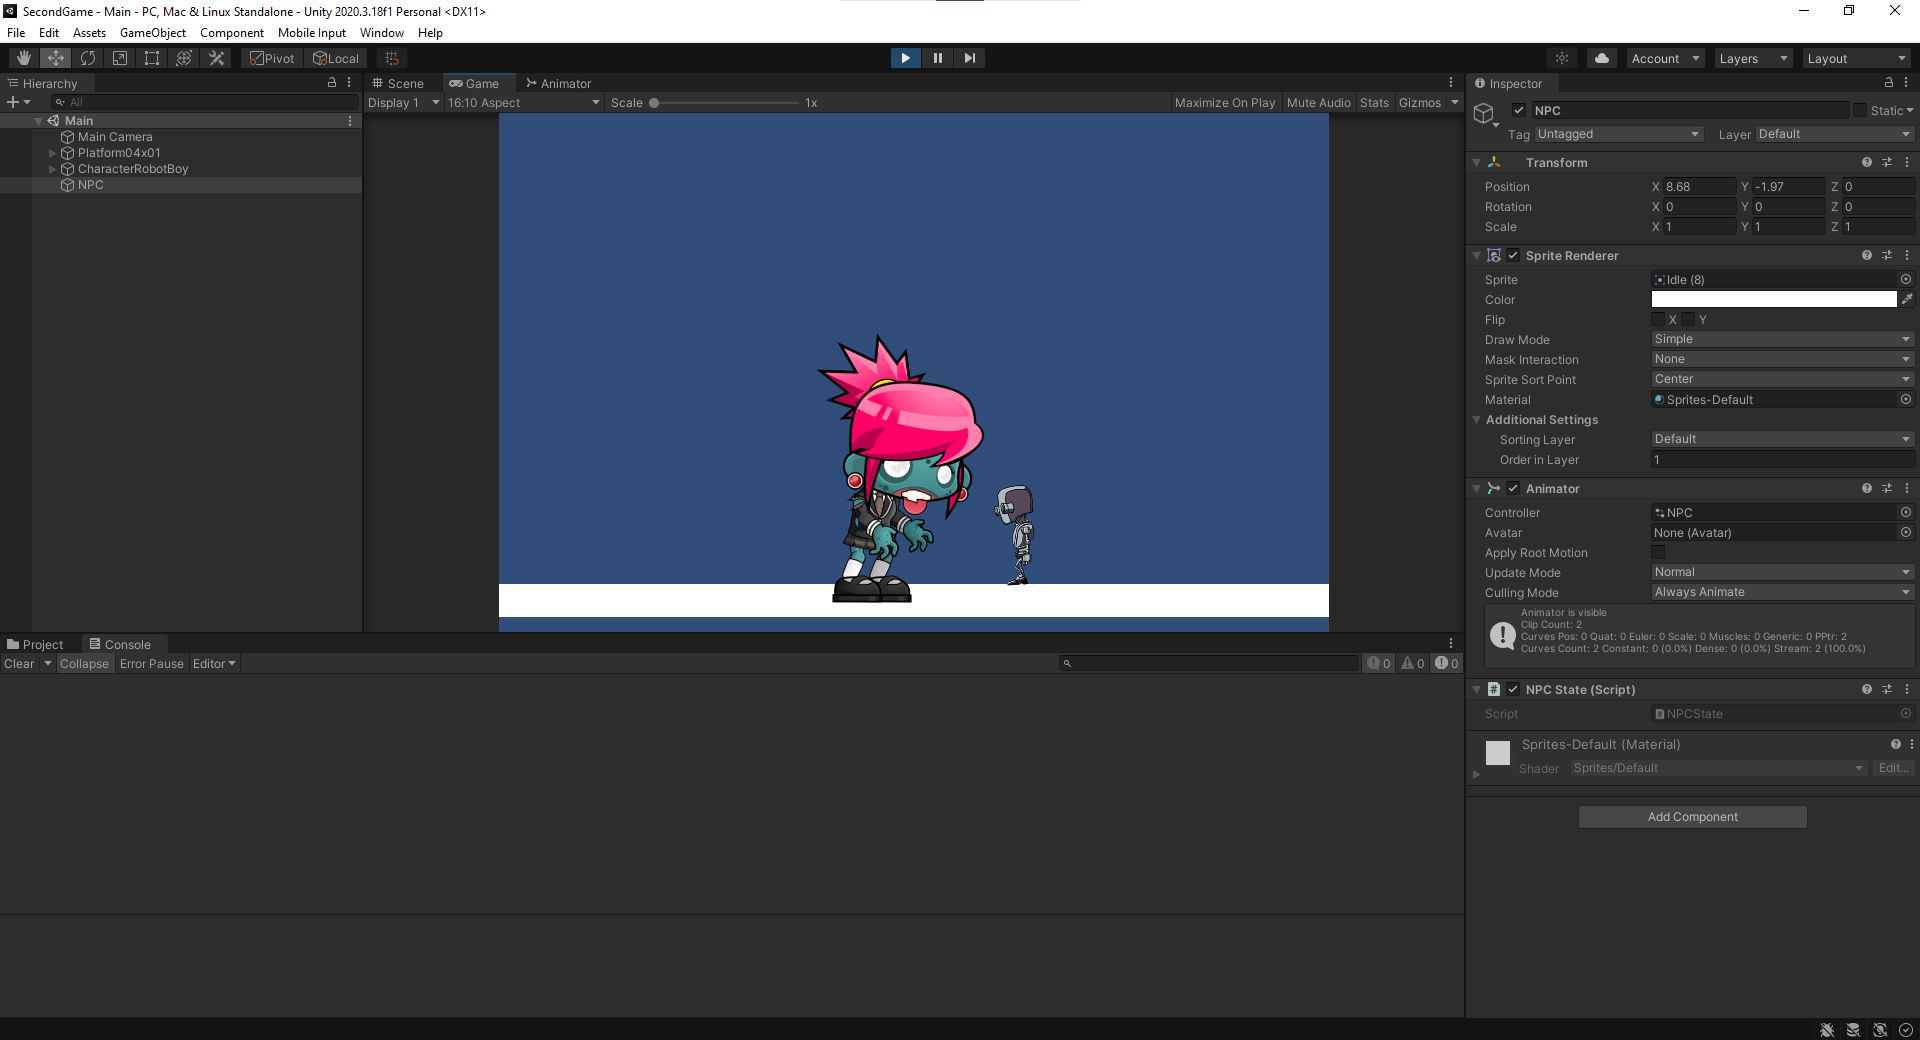 SecondGame - Main - PC, Mac & Linux Standalone - Unity 2020.3.18f1 Personal <DX11>
File Edit Assets GameObject Component Mobile Input Window Help
Pivot Local Account Layers Layout
Hierarchy
All
Main
Main Camera
Platform04x01
CharacterRobotBoy
NPC
Scene Game Animator
Display 1 16:10 Aspect Scale 1x Maximize On Play Mute Audio Stats Gizmos
Project Console
Clear Collapse Error Pause Editor 0 0 0
Inspector
NPC Static
Tag Untagged Layer Default
Transform
Position X 8.68 Y -1.97 Z 0
Rotation X 0 Y 0 Z 0
Scale X 1 Y 1 Z 1
Sprite Renderer
Sprite Idle (8)
Color
Flip X Y
Draw Mode Simple
Mask Interaction None
Sprite Sort Point Center
Material Sprites-Default
Additional Settings
Sorting Layer Default
Order in Layer 1
Animator
Controller NPC
Avatar None (Avatar)
Apply Root Motion
Update Mode Normal
Culling Mode Always Animate
Animator is visible
Clip Count: 2
Curves Pos: 0 Quat: 0 Euler: 0 Scale: 0 Muscles: 0 Generic: 0 PPtr: 2
Curves Count: 2 Constant: 0 (0.0%) Dense: 0 (0.0%) Stream: 2 (100.0%)
NPC State (Script)
Script NPCState
Sprites-Default (Material)
Shader Sprites/Default Edit...
Add Component